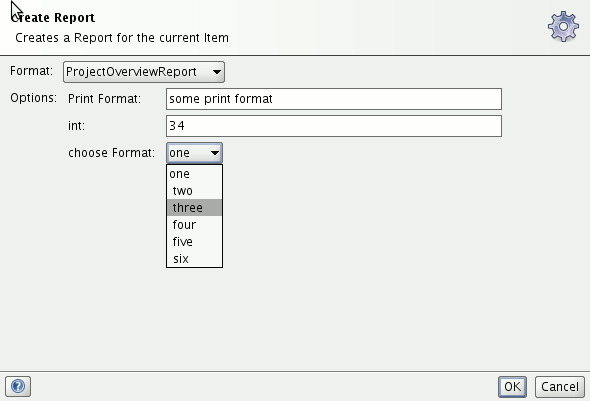 Create Report
Creates a Report for the current Item
Format: ProjectOverviewReport
Options: Print Format: some print format
int: 34
choose Format: one
one
two
three
four
five
six
? OK Cancel